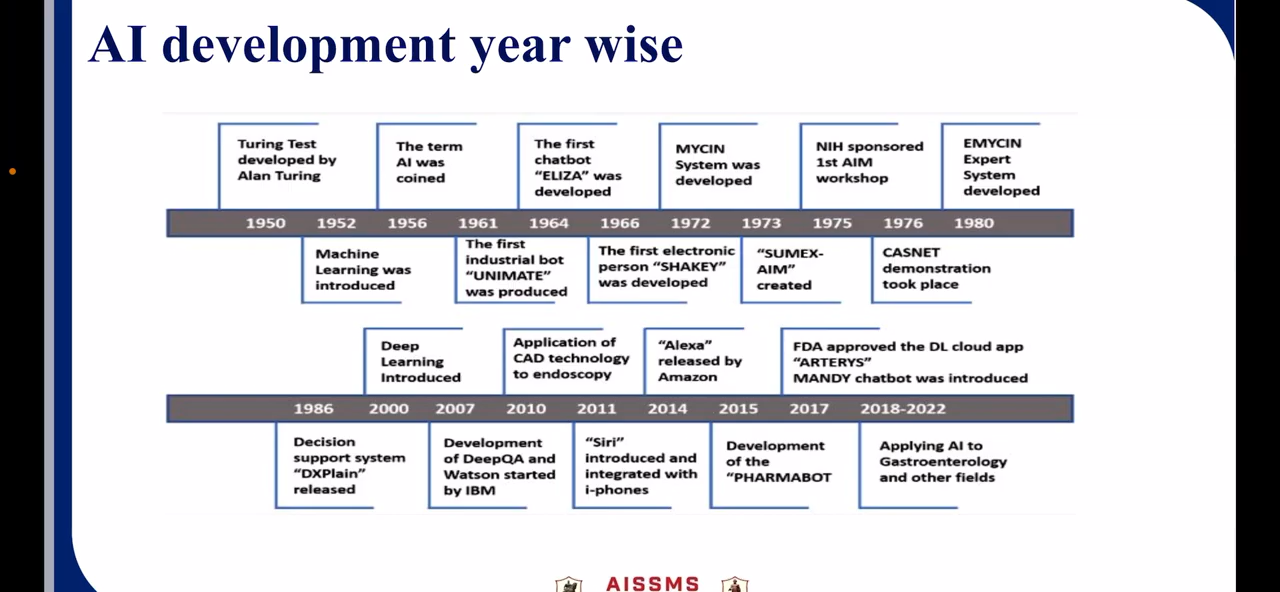 AI development year wise
Turing Test
developed by
Alan Turing
The term
AI was
coined
The first
chatbot
“ELIZA” was
developed
MYCIN
System was
developed
NIH sponsored
1st AIM
workshop
EMYCIN
Expert
System
developed
1950 1952 1956 1961 1964 1966 1972 1973 1975 1976 1980
Machine
Learning was
introduced
The first
industrial bot
“UNIMATE”
was produced
The first electronic
person “SHAKEY”
was developed
“SUMEX-
AIM”
created
CASNET
demonstration
took place
Deep
Learning
Introduced
Application of
CAD technology
to endoscopy
“Alexa”
released by
Amazon
FDA approved the DL cloud app
“ARTERYS”
MANDY chatbot was introduced
1986 2000 2007 2010 2011 2014 2015 2017 2018-2022
Decision
support system
“DXPlain”
released
Development
of DeepQA and
Watson started
by IBM
“Siri”
introduced and
integrated with
i-phones
Development
of the
“PHARMABOT
Applying AI to
Gastroenterology
and other fields
AISSMS